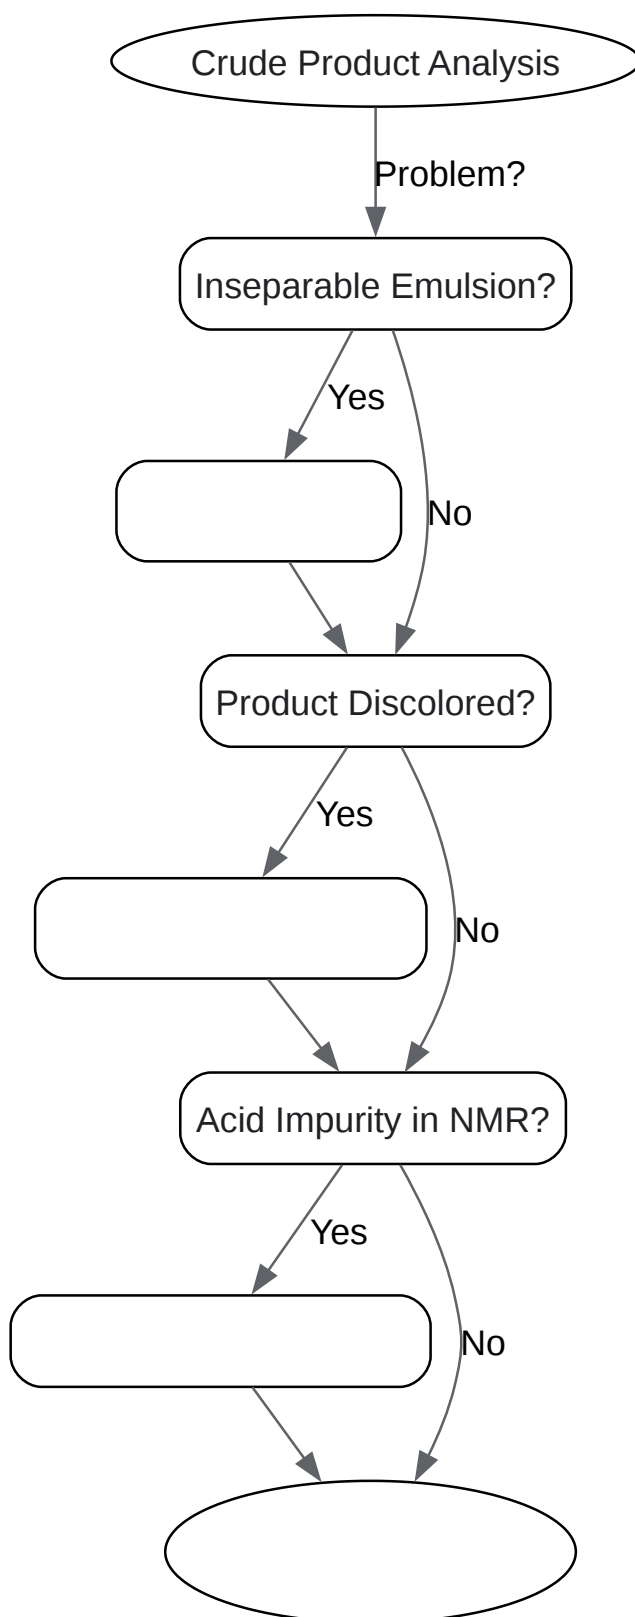 Crude Product Analysis
Problem?
Inseparable Emulsion?
Yes
No
Product Discolored?
Yes
No
Acid Impurity in NMR?
Yes
No